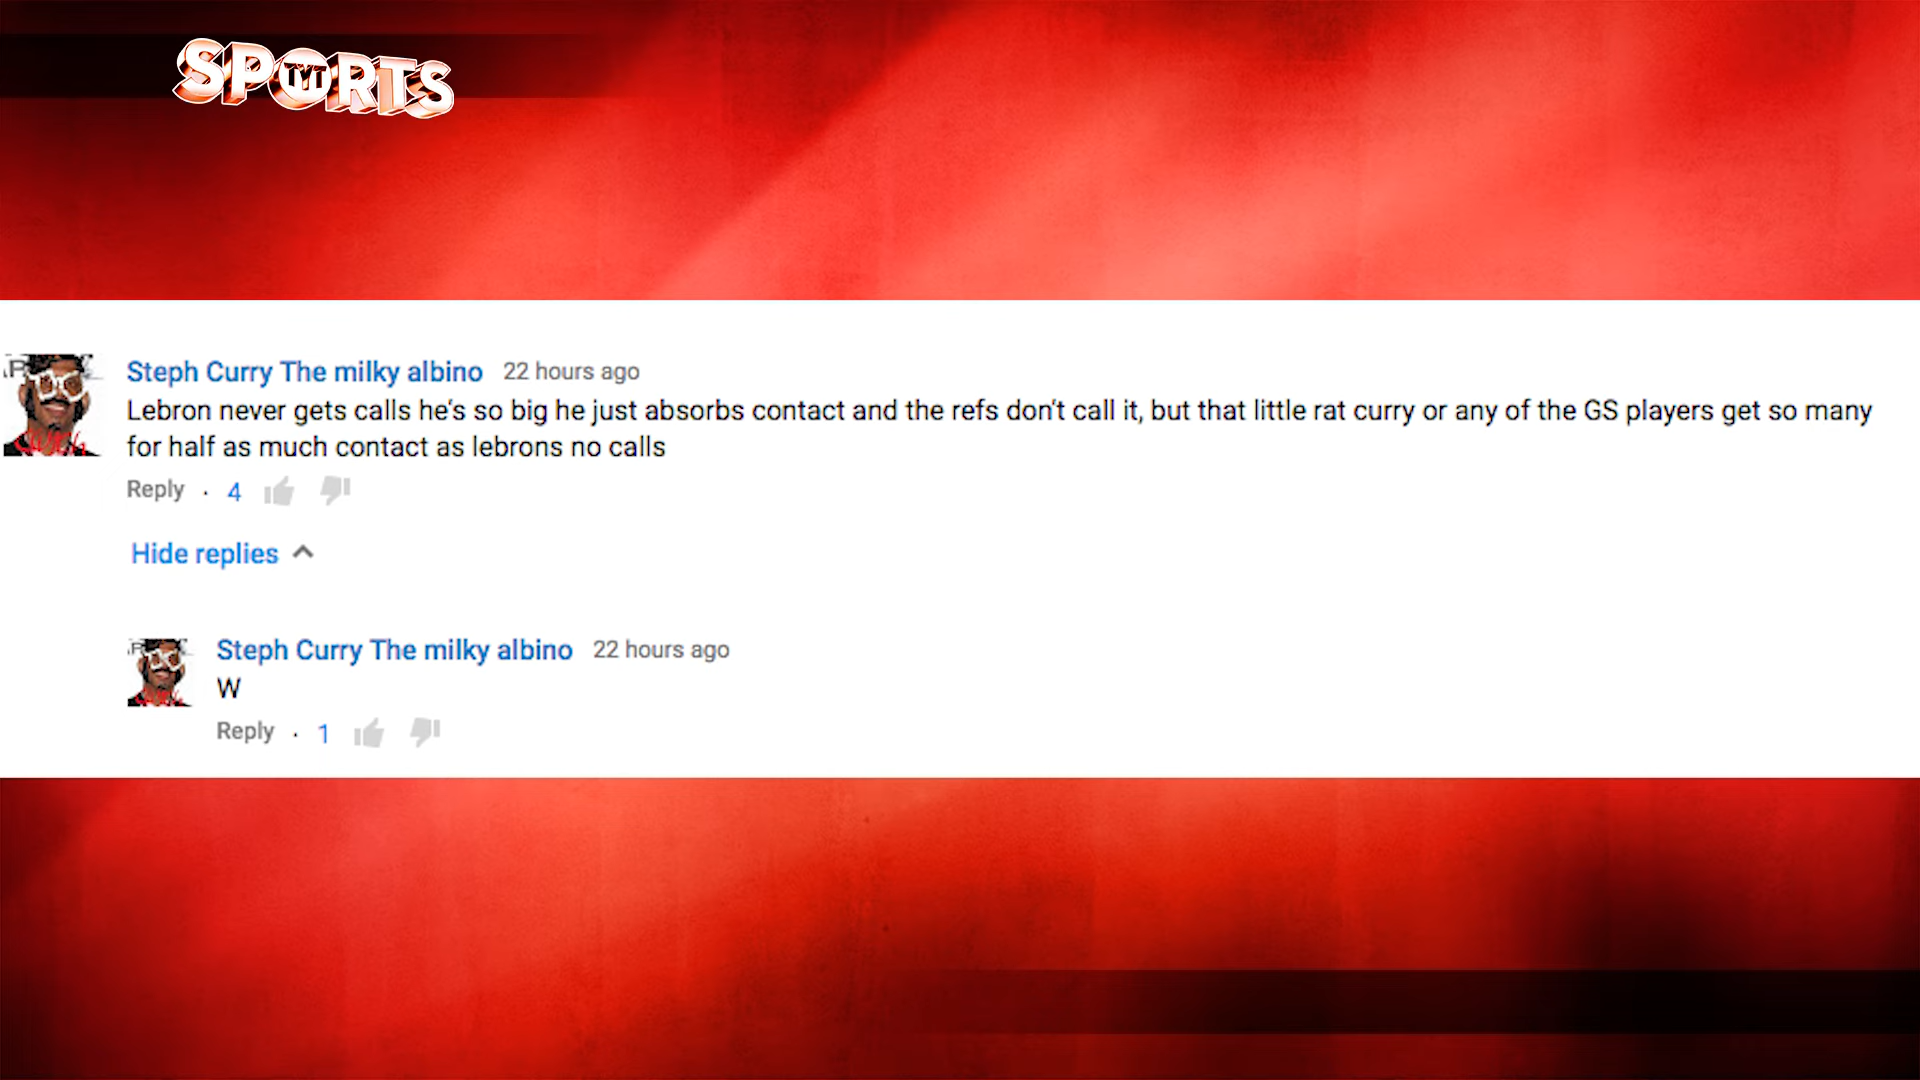 SPORTS
TYT
Steph Curry The milky albino 22 hours ago
Lebron never gets calls he's so big he just absorbs contact and the refs don't call it, but that little rat curry or any of the GS players get so many
for half as much contact as lebrons no calls
Reply · 4
Hide replies
Steph Curry The milky albino 22 hours ago
W
Reply · 1